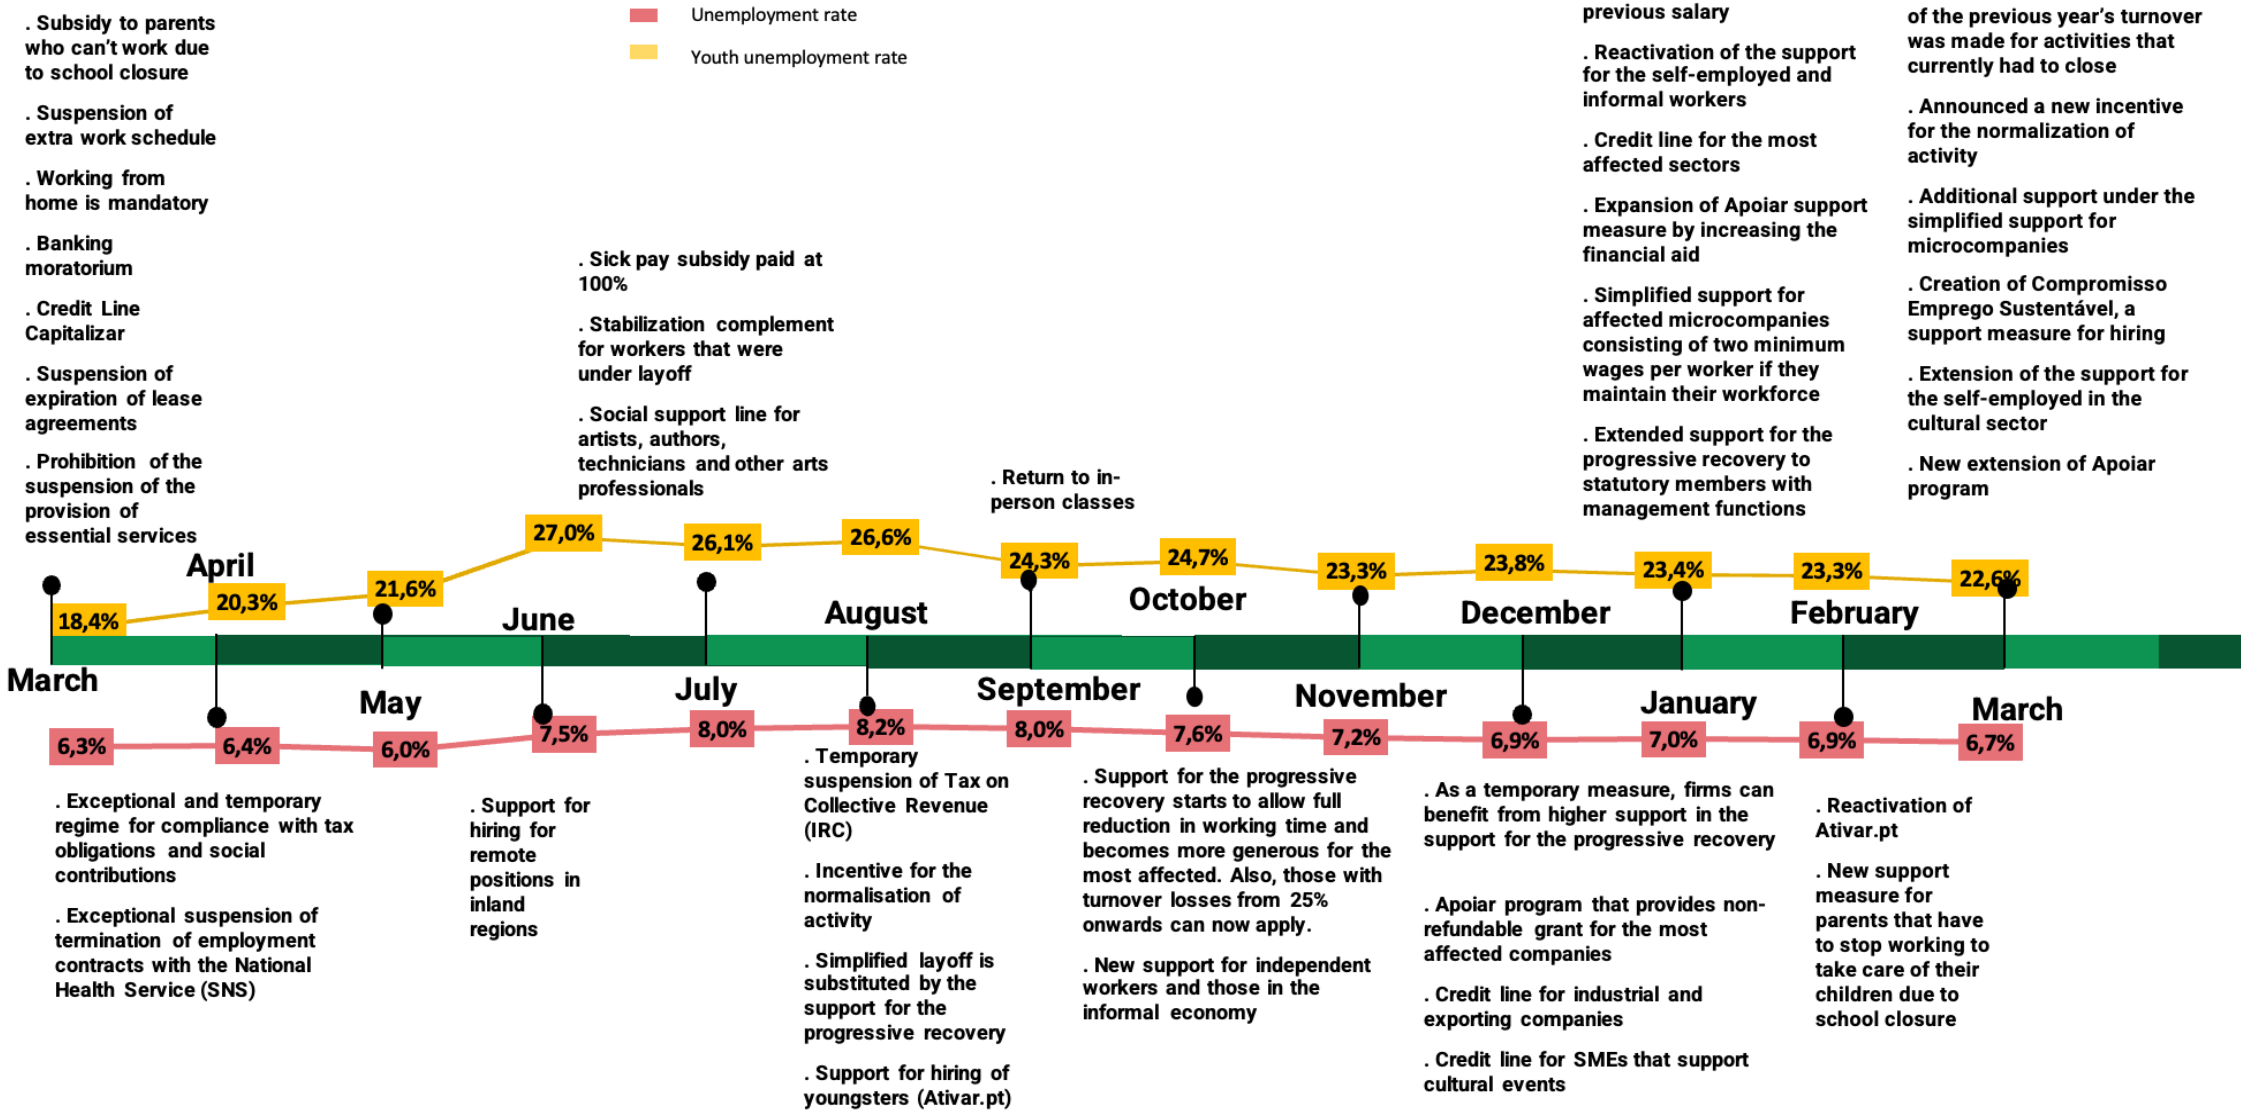 . Subsidy to parents
who can't work due
to school closure
. Suspension of
extra work schedule
. Working from
home is mandatory
. Banking
moratorium
. Credit Line
Capitalizar
. Suspension of
expiration of lease
agreements
. Prohibition of the
suspension of the
provision of
essential services
Unemployment rate
Youth unemployment rate
. Sick pay subsidy paid at
100%
. Stabilization complement
for workers that were
under layoff
. Social support line for
artists, authors,
technicians and other arts
professionals
. Return to in-
person classes
previous salary
. Reactivation of the support
for the self-employed and
informal workers
. Credit line for the most
affected sectors
. Expansion of Apoiar support
measure by increasing the
financial aid
. Simplified support for
affected microcompanies
consisting of two minimum
wages per worker if they
maintain their workforce
. Extended support for the
progressive recovery to
statutory members with
management functions
of the previous year's turnover
was made for activities that
currently had to close
. Announced a new incentive
for the normalization of
activity
. Additional support under the
simplified support for
microcompanies
. Creation of Compromisso
Emprego Sustentável, a
support measure for hiring
. Extension of the support for
the self-employed in the
cultural sector
. New extension of Apoiar
program
18,4%
20,3%
21,6%
27,0%
26,1%
26,6%
24,3%
24,7%
23,3%
23,8%
23,4%
23,3%
22,6%
April
June
August
October
December
February
March
May
July
September
November
January
March
6,3%
6,4%
6,0%
7,5%
8,0%
8,2%
8,0%
7,6%
7,2%
6,9%
7,0%
6,9%
6,7%
. Exceptional and temporary
regime for compliance with tax
obligations and social
contributions
. Exceptional suspension of
termination of employment
contracts with the National
Health Service (SNS)
. Support for
hiring for
remote
positions in
inland
regions
. Temporary
suspension of Tax on
Collective Revenue
(IRC)
. Incentive for the
normalisation of
activity
. Simplified layoff is
substituted by the
support for the
progressive recovery
. Support for hiring of
youngsters (Ativar.pt)
. Support for the progressive
recovery starts to allow full
reduction in working time and
becomes more generous for the
most affected. Also, those with
turnover losses from 25%
onwards can now apply.
. New support for independent
workers and those in the
informal economy
. As a temporary measure, firms can
benefit from higher support in the
support for the progressive recovery
. Apoiar program that provides non-
refundable grant for the most
affected companies
. Credit line for industrial and
exporting companies
. Credit line for SMEs that support
cultural events
. Reactivation of
Ativar.pt
. New support
measure for
parents that have
to stop working to
take care of their
children due to
school closure